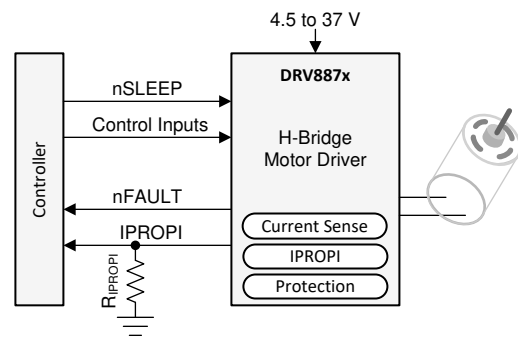 4.5 to 37 V
DRV887x
nSLEEP
Control Inputs
H-Bridge
Motor Driver
Controller
nFAULT
IPROPI
Current Sense
IPROPI
Protection
RIPROPI